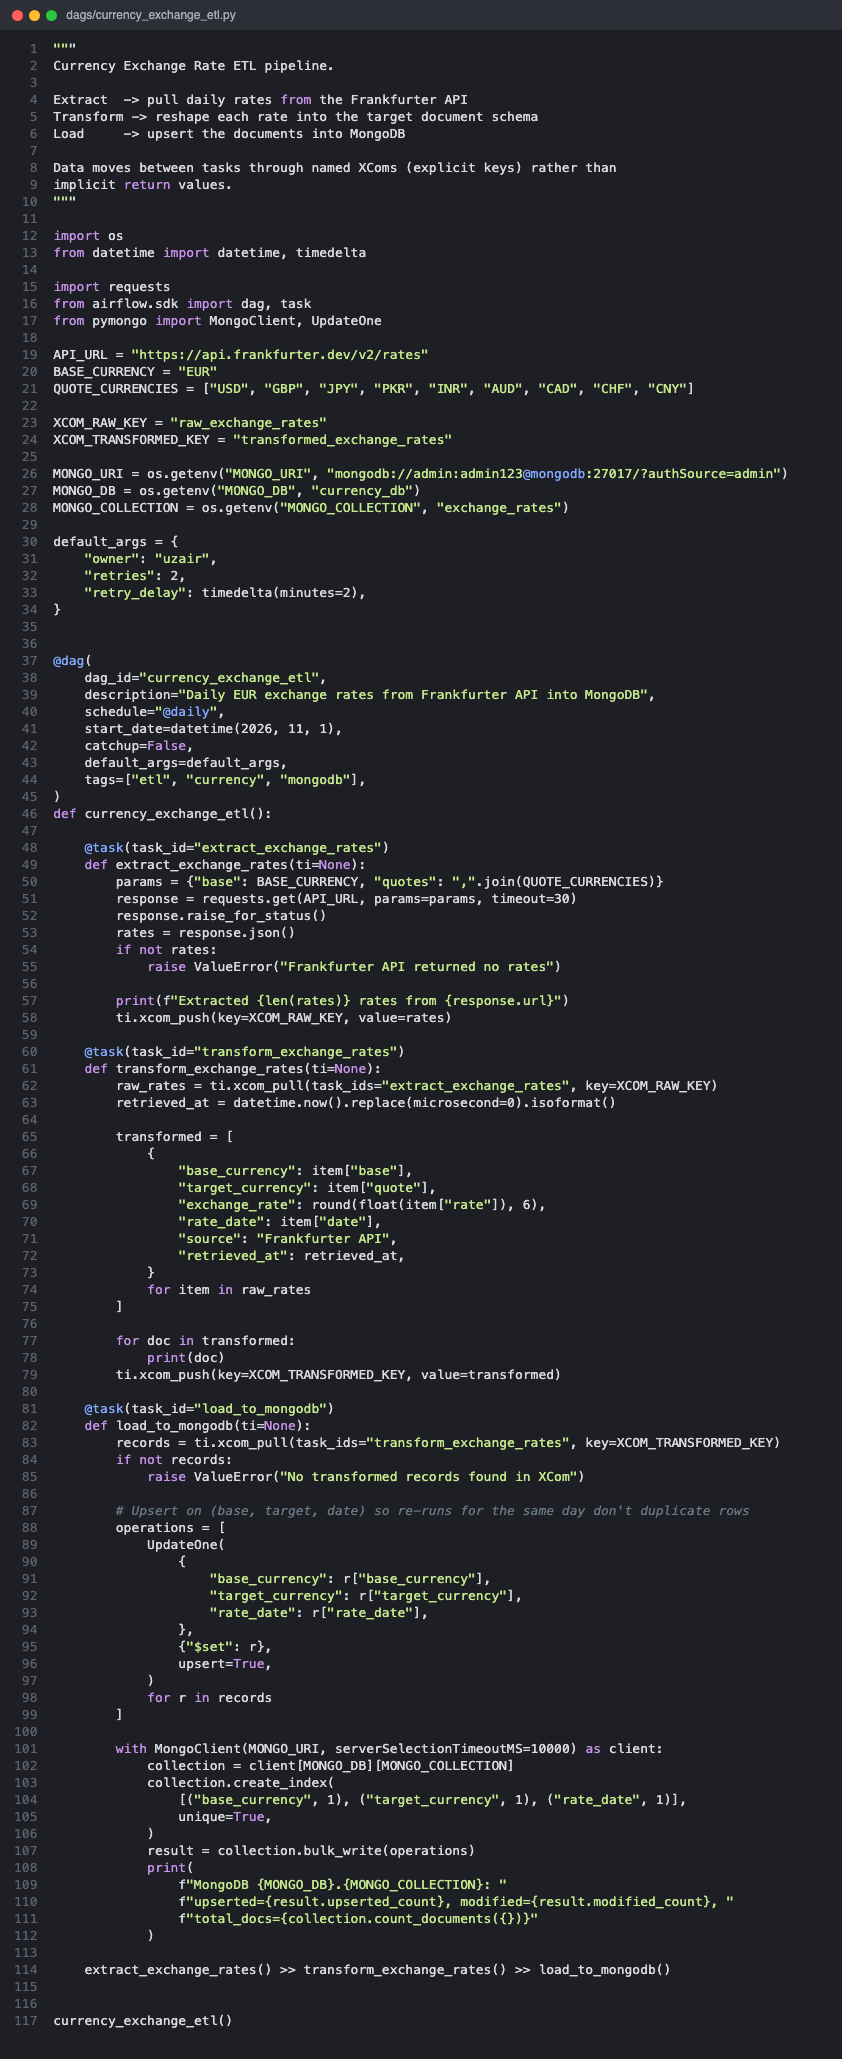 dags/currency_exchange_etl.py
1 """
2 Currency Exchange Rate ETL pipeline.
3
4 Extract  -> pull daily rates from the Frankfurter API
5 Transform -> reshape each rate into the target document schema
6 Load     -> upsert the documents into MongoDB
7
8 Data moves between tasks through named XComs (explicit keys) rather than
9 implicit return values.
10 """
11
12 import os
13 from datetime import datetime, timedelta
14
15 import requests
16 from airflow.sdk import dag, task
17 from pymongo import MongoClient, UpdateOne
18
19 API_URL = "https://api.frankfurter.dev/v2/rates"
20 BASE_CURRENCY = "EUR"
21 QUOTE_CURRENCIES = ["USD", "GBP", "JPY", "PKR", "INR", "AUD", "CAD", "CHF", "CNY"]
22
23 XCOM_RAW_KEY = "raw_exchange_rates"
24 XCOM_TRANSFORMED_KEY = "transformed_exchange_rates"
25
26 MONGO_URI = os.getenv("MONGO_URI", "mongodb://admin:admin123@mongodb:27017/?authSource=admin")
27 MONGO_DB = os.getenv("MONGO_DB", "currency_db")
28 MONGO_COLLECTION = os.getenv("MONGO_COLLECTION", "exchange_rates")
29
30 default_args = {
31     "owner": "uzair",
32     "retries": 2,
33     "retry_delay": timedelta(minutes=2),
34 }
35
36
37 @dag(
38     dag_id="currency_exchange_etl",
39     description="Daily EUR exchange rates from Frankfurter API into MongoDB",
40     schedule="@daily",
41     start_date=datetime(2026, 11, 1),
42     catchup=False,
43     default_args=default_args,
44     tags=["etl", "currency", "mongodb"],
45 )
46 def currency_exchange_etl():
47
48     @task(task_id="extract_exchange_rates")
49     def extract_exchange_rates(ti=None):
50         params = {"base": BASE_CURRENCY, "quotes": ",".join(QUOTE_CURRENCIES)}
51         response = requests.get(API_URL, params=params, timeout=30)
52         response.raise_for_status()
53         rates = response.json()
54         if not rates:
55             raise ValueError("Frankfurter API returned no rates")
56
57         print(f"Extracted {len(rates)} rates from {response.url}")
58         ti.xcom_push(key=XCOM_RAW_KEY, value=rates)
59
60     @task(task_id="transform_exchange_rates")
61     def transform_exchange_rates(ti=None):
62         raw_rates = ti.xcom_pull(task_ids="extract_exchange_rates", key=XCOM_RAW_KEY)
63         retrieved_at = datetime.now().replace(microsecond=0).isoformat()
64
65         transformed = [
66             {
67                 "base_currency": item["base"],
68                 "target_currency": item["quote"],
69                 "exchange_rate": round(float(item["rate"]), 6),
70                 "rate_date": item["date"],
71                 "source": "Frankfurter API",
72                 "retrieved_at": retrieved_at,
73             }
74             for item in raw_rates
75         ]
76
77         for doc in transformed:
78             print(doc)
79         ti.xcom_push(key=XCOM_TRANSFORMED_KEY, value=transformed)
80
81     @task(task_id="load_to_mongodb")
82     def load_to_mongodb(ti=None):
83         records = ti.xcom_pull(task_ids="transform_exchange_rates", key=XCOM_TRANSFORMED_KEY)
84         if not records:
85             raise ValueError("No transformed records found in XCom")
86
87         # Upsert on (base, target, date) so re-runs for the same day don't duplicate rows
88         operations = [
89             UpdateOne(
90                 {
91                     "base_currency": r["base_currency"],
92                     "target_currency": r["target_currency"],
93                     "rate_date": r["rate_date"],
94                 },
95                 {"$set": r},
96                 upsert=True,
97             )
98             for r in records
99         ]
100
101         with MongoClient(MONGO_URI, serverSelectionTimeoutMS=10000) as client:
102             collection = client[MONGO_DB][MONGO_COLLECTION]
103             collection.create_index(
104                 [("base_currency", 1), ("target_currency", 1), ("rate_date", 1)],
105                 unique=True,
106             )
107             result = collection.bulk_write(operations)
108             print(
109                 f"MongoDB {MONGO_DB}.{MONGO_COLLECTION}: "
110                 f"upserted={result.upserted_count}, modified={result.modified_count}, "
111                 f"total_docs={collection.count_documents({})}"
112             )
113
114     extract_exchange_rates() >> transform_exchange_rates() >> load_to_mongodb()
115
116
117 currency_exchange_etl()